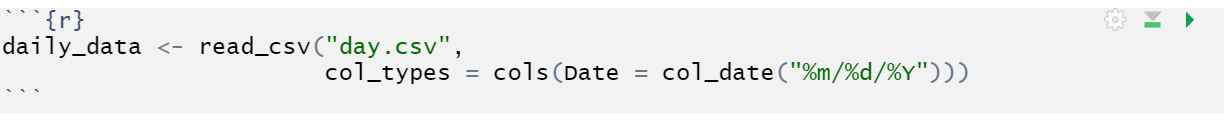 ```{r}
daily_data <- read_csv("day.csv",
                       col_types = cols(Date = col_date("%m/%d/%Y")))
```